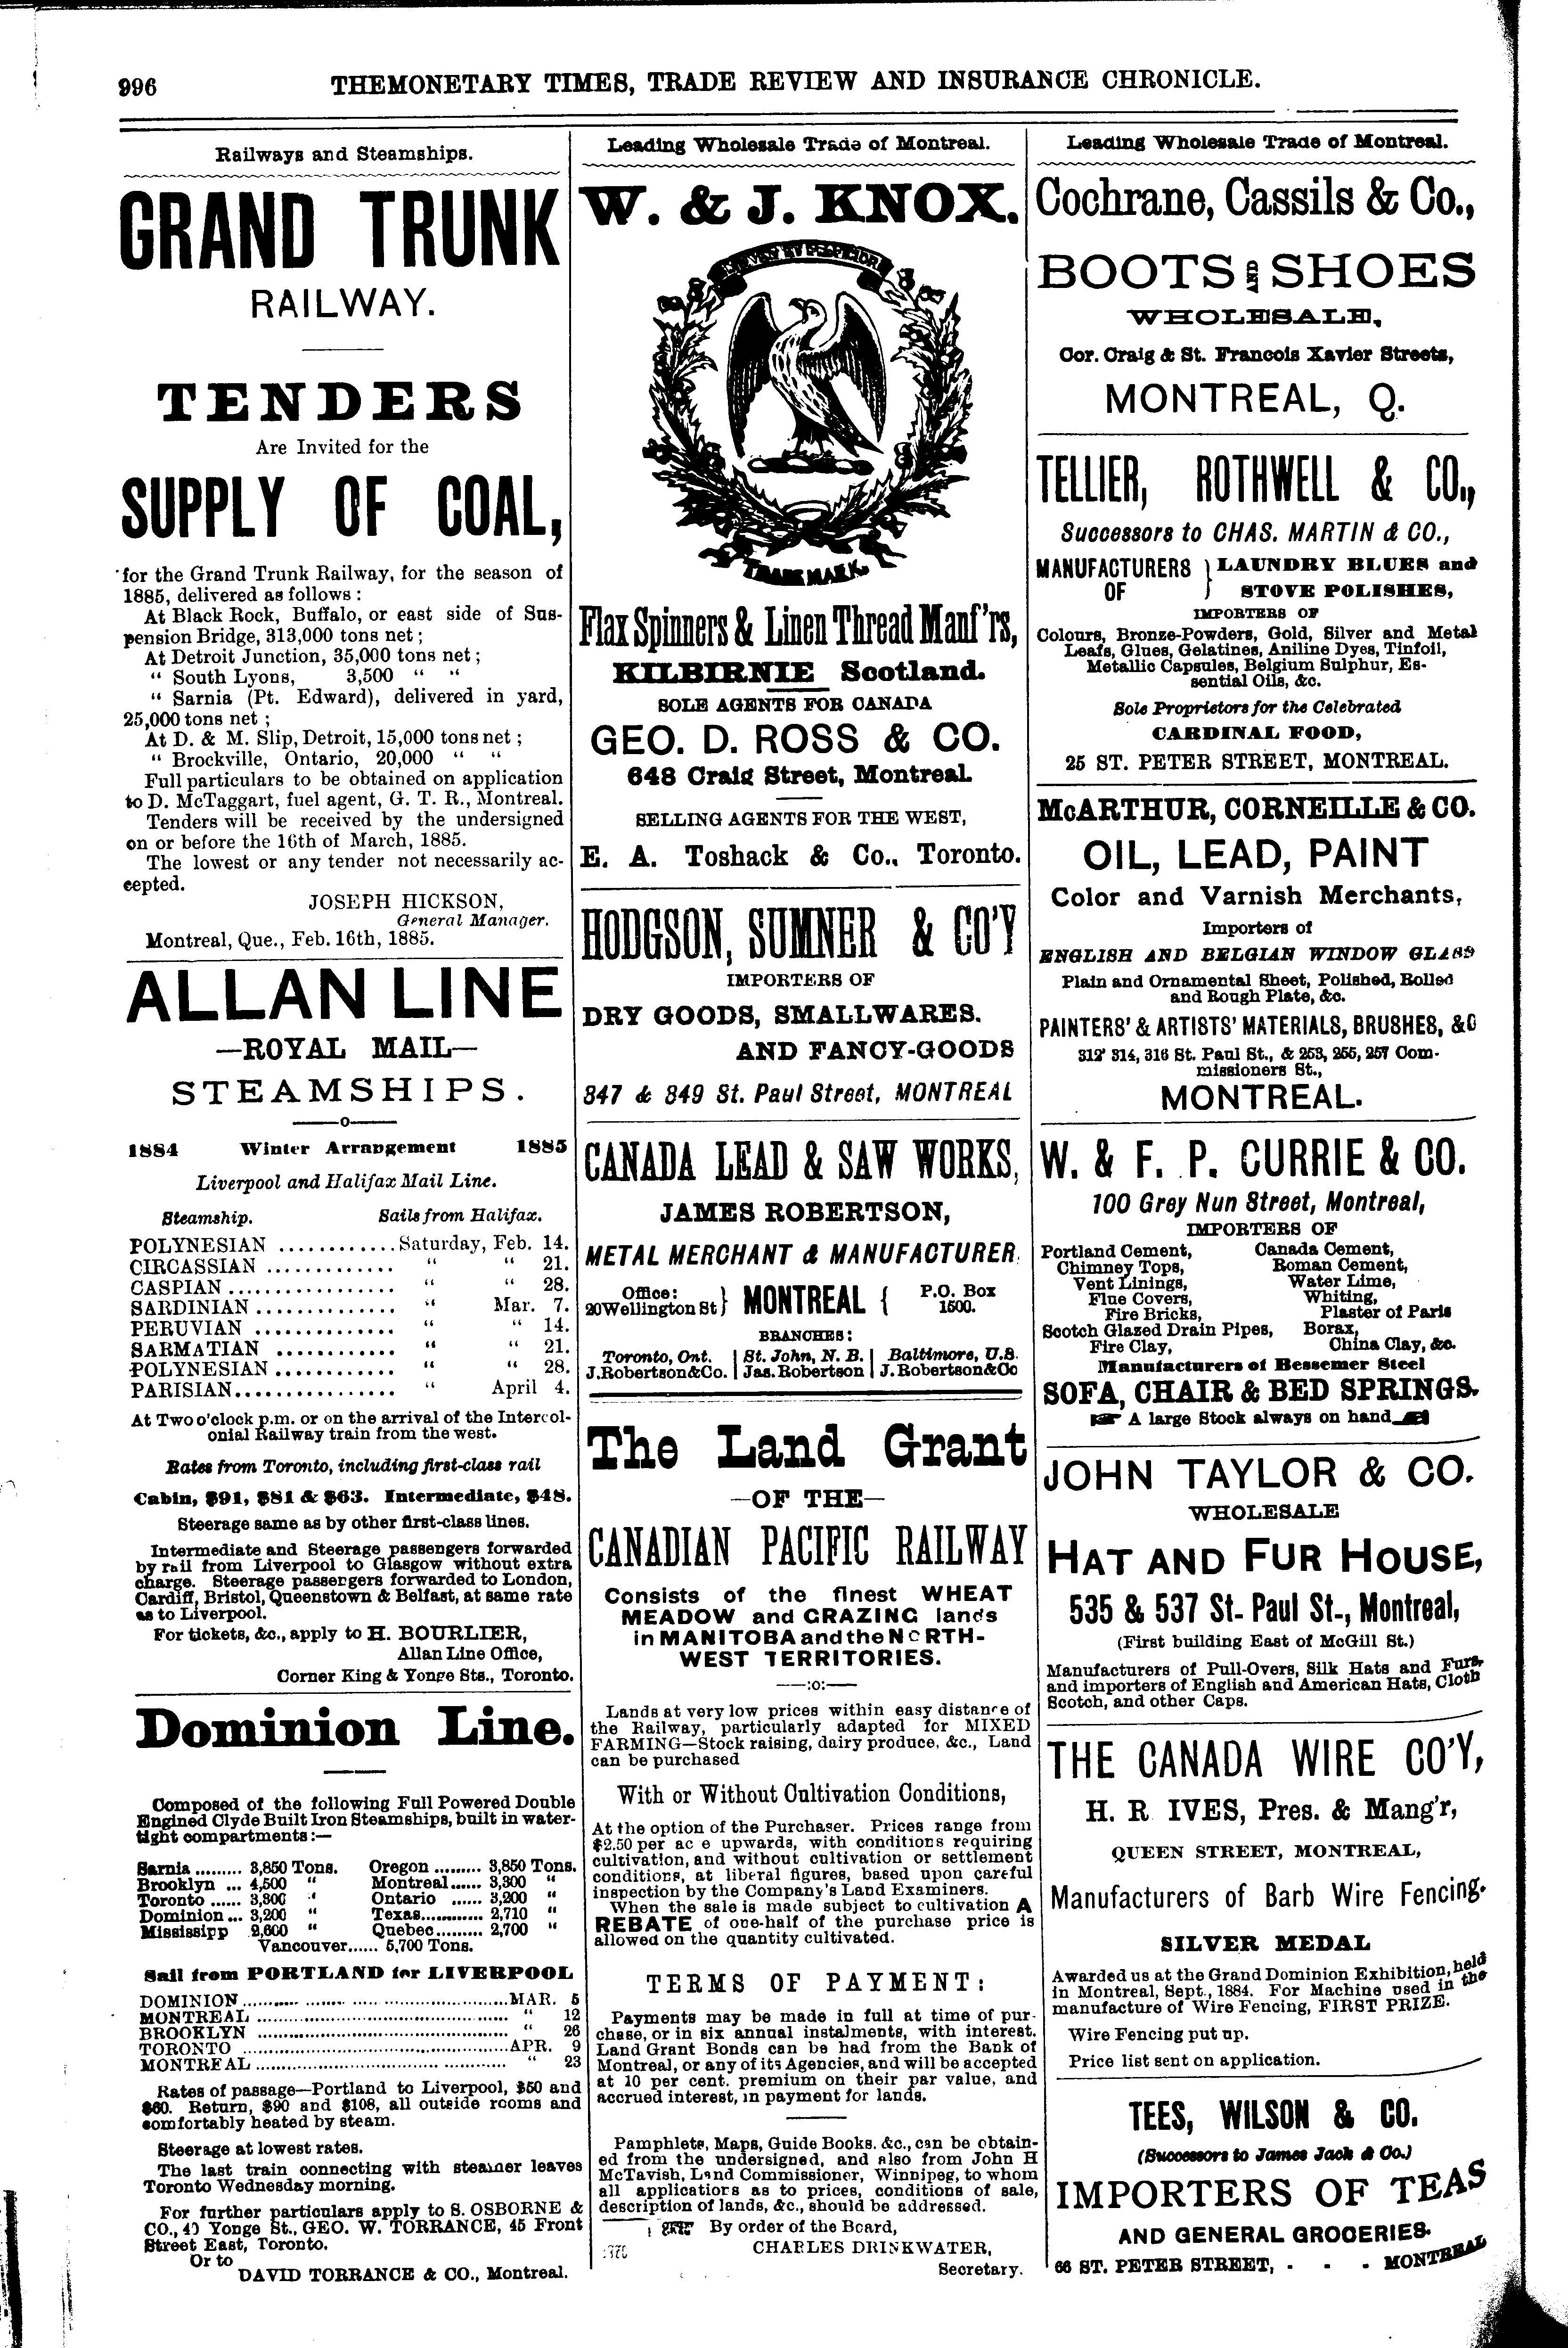 996
THEMONETARY TIMES, TRADE REVIEW AND INSURANCE CHRONICLE.
Railways and Steamships.
GRAND TRUNK
RAILWAY.
TENDERS
Are Invited for the
SUPPLY OF COAL,
for the Grand Trunk Railway, for the season of
1885, delivered as follows :
At Black Rock, Buffalo, or east side of Sus-
pension Bridge, 313,000 tons net ;
At Detroit Junction, 35,000 tons net ;
" South Lyons, 3,500 " "
" Sarnia (Pt. Edward), delivered in yard,
25,000 tons net ;
At D. & M. Slip, Detroit, 15,000 tons net ;
" Brockville, Ontario, 20,000 " "
Full particulars to be obtained on application
to D. McTaggart, fuel agent, G. T. R., Montreal.
Tenders will be received by the undersigned
on or before the 16th of March, 1885.
The lowest or any tender not necessarily ac-
cepted.
JOSEPH HICKSON,
General Manager.
Montreal, Que., Feb. 16th, 1885.
ALLAN LINE
—ROYAL MAIL—
STEAMSHIPS.
——o——
1884 Winter Arrangement 1885
Liverpool and Halifax Mail Line.
Steamship. Sails from Halifax.
POLYNESIAN ............Saturday, Feb. 14.
CIRCASSIAN ............. " " 21.
CASPIAN ................. " " 28.
SARDINIAN .............. " Mar. 7.
PERUVIAN .............. " " 14.
SARMATIAN ............ " " 21.
POLYNESIAN ............ " " 28.
PARISIAN................ " April 4.
At Two o'clock p.m. or on the arrival of the Intercol-
onial Railway train from the west.
Rates from Toronto, including first-class rail
Cabin, $91, $81 & $63. Intermediate, $48.
Steerage same as by other first-class lines.
Intermediate and Steerage passengers forwarded
by rail from Liverpool to Glasgow without extra
charge. Steerage passengers forwarded to London,
Cardiff, Bristol, Queenstown & Belfast, at same rate
as to Liverpool.
For tickets, &c., apply to H. BOURLIER,
Allan Line Office,
Corner King & Yonge Sts., Toronto.
Dominion Line.
Composed of the following Full Powered Double
Engined Clyde Built Iron Steamships, built in water-
tight compartments:—
Sarnia ......... 3,850 Tons. Oregon ......... 3,850 Tons.
Brooklyn ... 4,500 " Montreal...... 3,300 "
Toronto ...... 3,300 " Ontario ...... 3,200 "
Dominion... 3,200 " Texas............ 2,710 "
Mississipp 2,600 " Quebec......... 2,700 "
Vancouver...... 5,700 Tons.
Sail from PORTLAND for LIVERPOOL
DOMINION............................................MAR. 5
MONTREAL ............................................ " 12
BROOKLYN ............................................ " 26
TORONTO ............................................APR. 9
MONTREAL............................................ " 23
Rates of passage—Portland to Liverpool, $50 and
$60. Return, $90 and $108, all outside rooms and
comfortably heated by steam.
Steerage at lowest rates.
The last train connecting with steamer leaves
Toronto Wednesday morning.
For further particulars apply to S. OSBORNE &
CO., 40 Yonge St., GEO. W. TORRANCE, 45 Front
Street East, Toronto.
Or to
DAVID TORRANCE & CO., Montreal.
Leading Wholesale Trade of Montreal.
W. & J. KNOX.
TRADE MARK.
Flax Spinners & Linen Thread Manf'rs,
KILBIRNIE Scotland.
SOLE AGENTS FOR CANADA
GEO. D. ROSS & CO.
648 Craig Street, Montreal.
SELLING AGENTS FOR THE WEST,
E. A. Toshack & Co., Toronto.
HODGSON, SUMNER & CO'Y
IMPORTERS OF
DRY GOODS, SMALLWARES.
AND FANCY-GOODS
347 & 349 St. Paul Street, MONTREAL
CANADA LEAD & SAW WORKS,
JAMES ROBERTSON,
METAL MERCHANT & MANUFACTURER.
Office: P.O. Box
20 Wellington St } MONTREAL { 1500.
BRANCHES:
Toronto, Ont. | St. John, N. B. | Baltimore, U.S.
J.Robertson&Co. | Jas. Robertson | J. Robertson&Co
The Land Grant
—OF THE—
CANADIAN PACIFIC RAILWAY
Consists of the finest WHEAT
MEADOW and GRAZING lands
in MANITOBA and the NORTH-
WEST TERRITORIES.
——:o:——
Lands at very low prices within easy distance of
the Railway, particularly adapted for MIXED
FARMING—Stock raising, dairy produce, &c., Land
can be purchased
With or Without Cultivation Conditions,
At the option of the Purchaser. Prices range from
$2.50 per ac e upwards, with conditions requiring
cultivation, and without cultivation or settlement
conditions, at liberal figures, based upon careful
inspection by the Company's Land Examiners.
When the sale is made subject to cultivation A
REBATE of one-half of the purchase price is
allowed on the quantity cultivated.
TERMS OF PAYMENT:
Payments may be made in full at time of pur-
chase, or in six annual instalments, with interest.
Land Grant Bonds can be had from the Bank of
Montreal, or any of its Agencies, and will be accepted
at 10 per cent. premium on their par value, and
accrued interest, in payment for lands.
Pamphlets, Maps, Guide Books. &c., can be obtain-
ed from the undersigned, and also from John H
McTavish, Land Commissioner, Winnipeg, to whom
all applications as to prices, conditions of sale,
description of lands, &c., should be addressed.
By order of the Board,
CHARLES DRINKWATER,
Secretary.
Leading Wholesale Trade of Montreal.
Cochrane, Cassils & Co.,
BOOTS AND SHOES
WHOLESALE,
Cor. Craig & St. Francois Xavier Streets,
MONTREAL, Q.
TELLIER, ROTHWELL & CO.,
Successors to CHAS. MARTIN & CO.,
MANUFACTURERS } LAUNDRY BLUES and
OF STOVE POLISHES,
IMPORTERS OF
Colours, Bronze-Powders, Gold, Silver and Metal
Leafs, Glues, Gelatines, Aniline Dyes, Tinfoil,
Metallic Capsules, Belgium Sulphur, Es-
sential Oils, &c.
Sole Proprietors for the Celebrated
CARDINAL FOOD,
25 ST. PETER STREET, MONTREAL.
McARTHUR, CORNEILLE & CO.
OIL, LEAD, PAINT
Color and Varnish Merchants,
Importers of
ENGLISH AND BELGIAN WINDOW GLASS
Plain and Ornamental Sheet, Polished, Rolled
and Rough Plate, &c.
PAINTERS' & ARTISTS' MATERIALS, BRUSHES, &C
312' 314, 316 St. Paul St., & 253, 255, 257 Com-
missioners St.,
MONTREAL.
W. & F. P. CURRIE & CO.
100 Grey Nun Street, Montreal,
IMPORTERS OF
Portland Cement, Canada Cement,
Chimney Tops, Roman Cement,
Vent Linings, Water Lime,
Flue Covers, Whiting,
Fire Bricks, Plaster of Paris
Scotch Glazed Drain Pipes, Borax,
Fire Clay, China Clay, &c.
Manufacturers of Bessemer Steel
SOFA, CHAIR & BED SPRINGS.
A large Stock always on hand
JOHN TAYLOR & CO.
WHOLESALE
HAT AND FUR HOUSE,
535 & 537 St- Paul St-, Montreal,
(First building East of McGill St.)
Manufacturers of Pull-Overs, Silk Hats and Furs,
and importers of English and American Hats, Cloth
Scotch, and other Caps.
THE CANADA WIRE CO'Y,
H. R IVES, Pres. & Mang'r,
QUEEN STREET, MONTREAL,
Manufacturers of Barb Wire Fencing.
SILVER MEDAL
Awarded us at the Grand Dominion Exhibition, held
in Montreal, Sept., 1884. For Machine used in the
manufacture of Wire Fencing, FIRST PRIZE.
Wire Fencing put up.
Price list sent on application.
TEES, WILSON & CO.
(Successors to James Jack & Co.)
IMPORTERS OF TEAS
AND GENERAL GROCERIES.
66 ST. PETER STREET, - - - MONTREAL